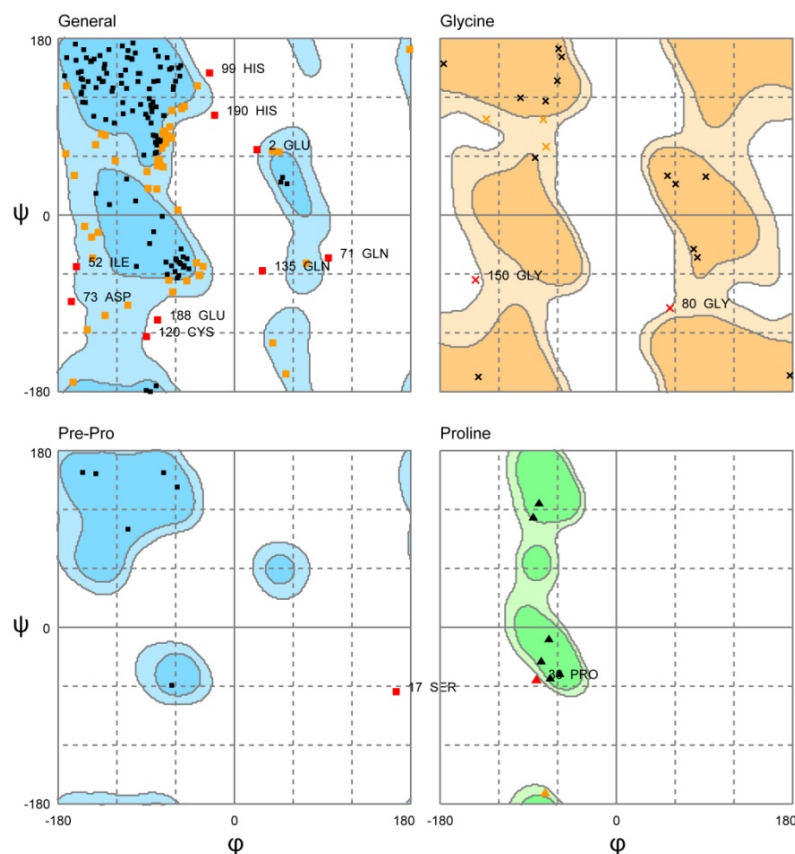 General
Glycine
180
99 HIS
190 HIS
2 GLU
ψ
0
52 ILE
71 GLN
135 GLN
150 GLY
73 ASP
80 GLY
188 GLU
120 CYS
-180
Pre-Pro
Proline
180
ψ
0
17 SER
PRO
-180
-180
0
180
-180
0
180
φ
φ